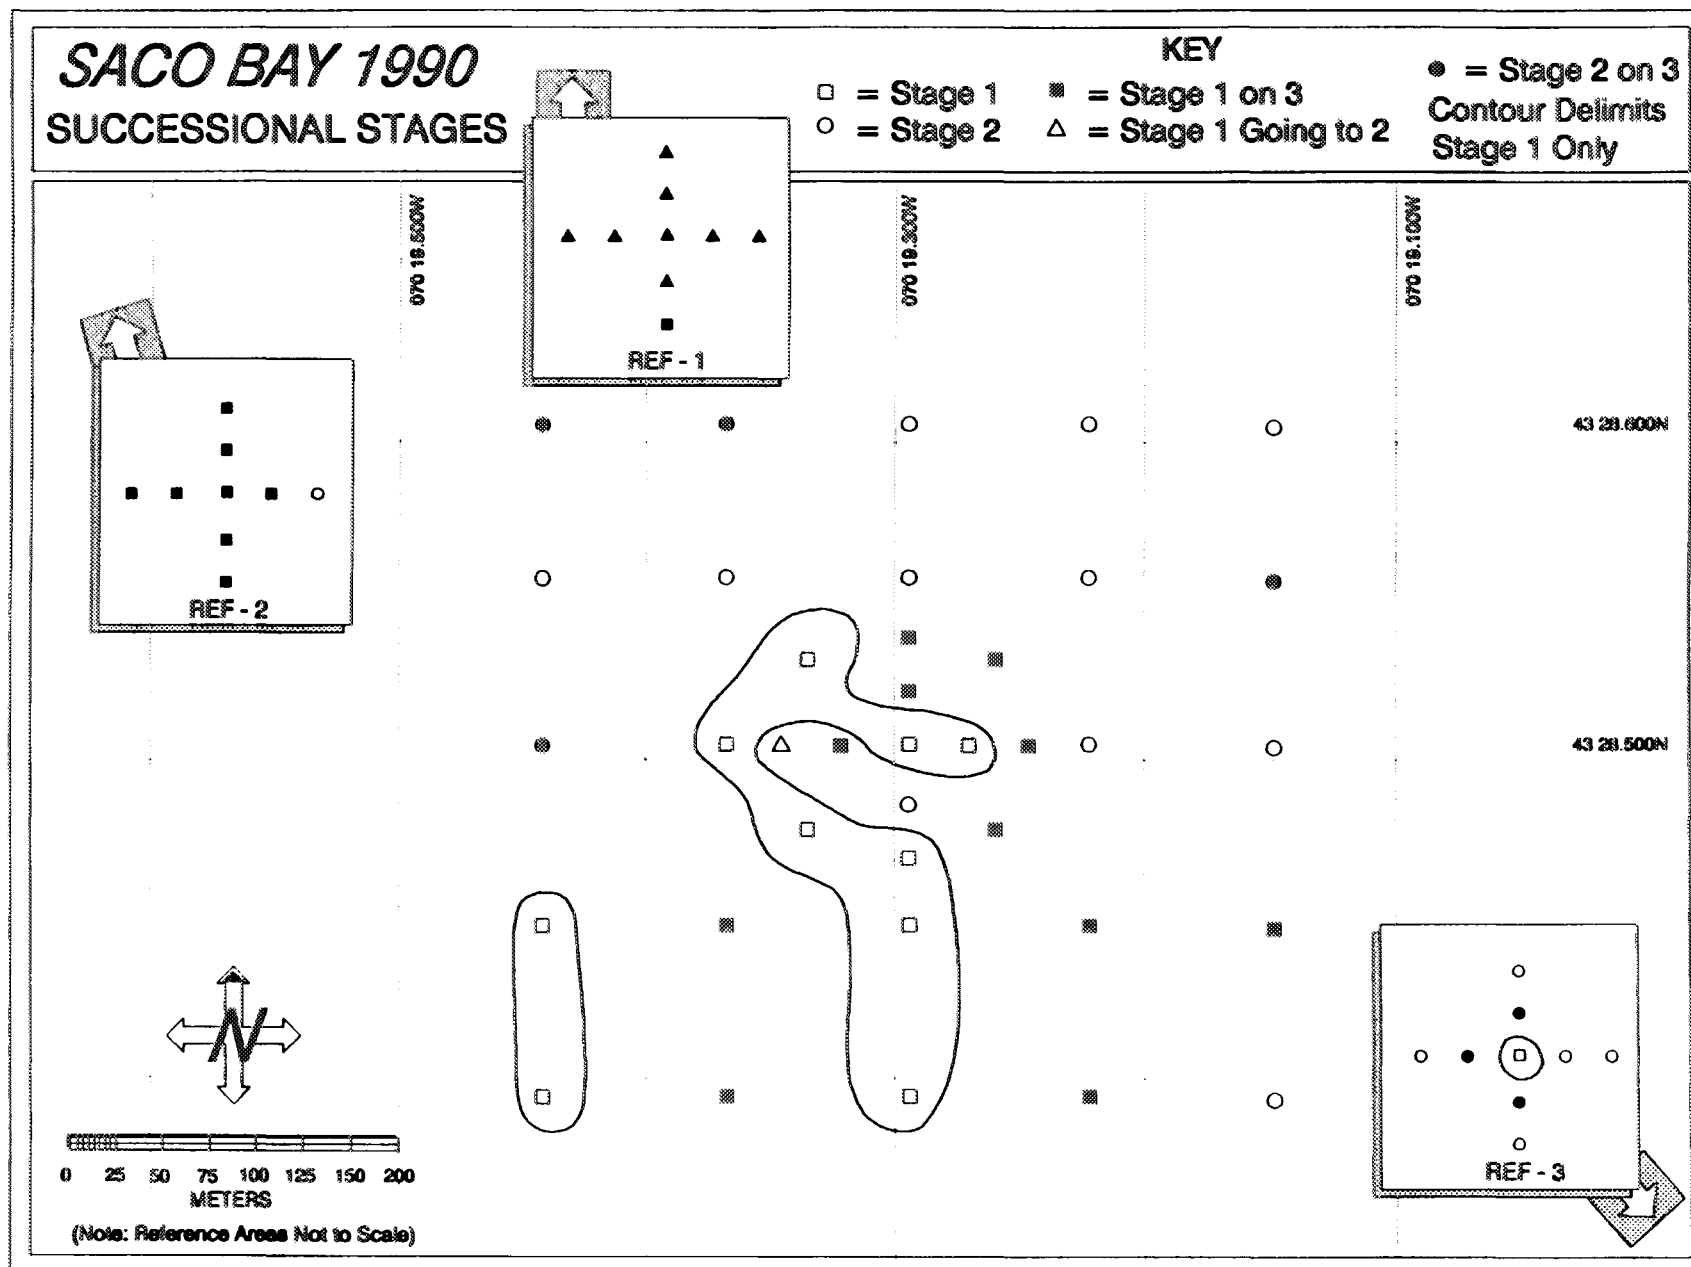 SACO BAY 1990
SUCCESSIONAL STAGES
KEY
= Stage 1
= Stage 2
= Stage 1 on 3
= Stage 1 Going to 2
= Stage 2 on 3
Contour Delimits
Stage 1 Only
070 19.500W
070 19.300W
070 19.100W
REF - 1
REF - 2
43 28.600N
43 28.500N
N
0 25 50 75 100 125 150 200
METERS
(Note: Reference Areas Not to Scale)
REF - 3